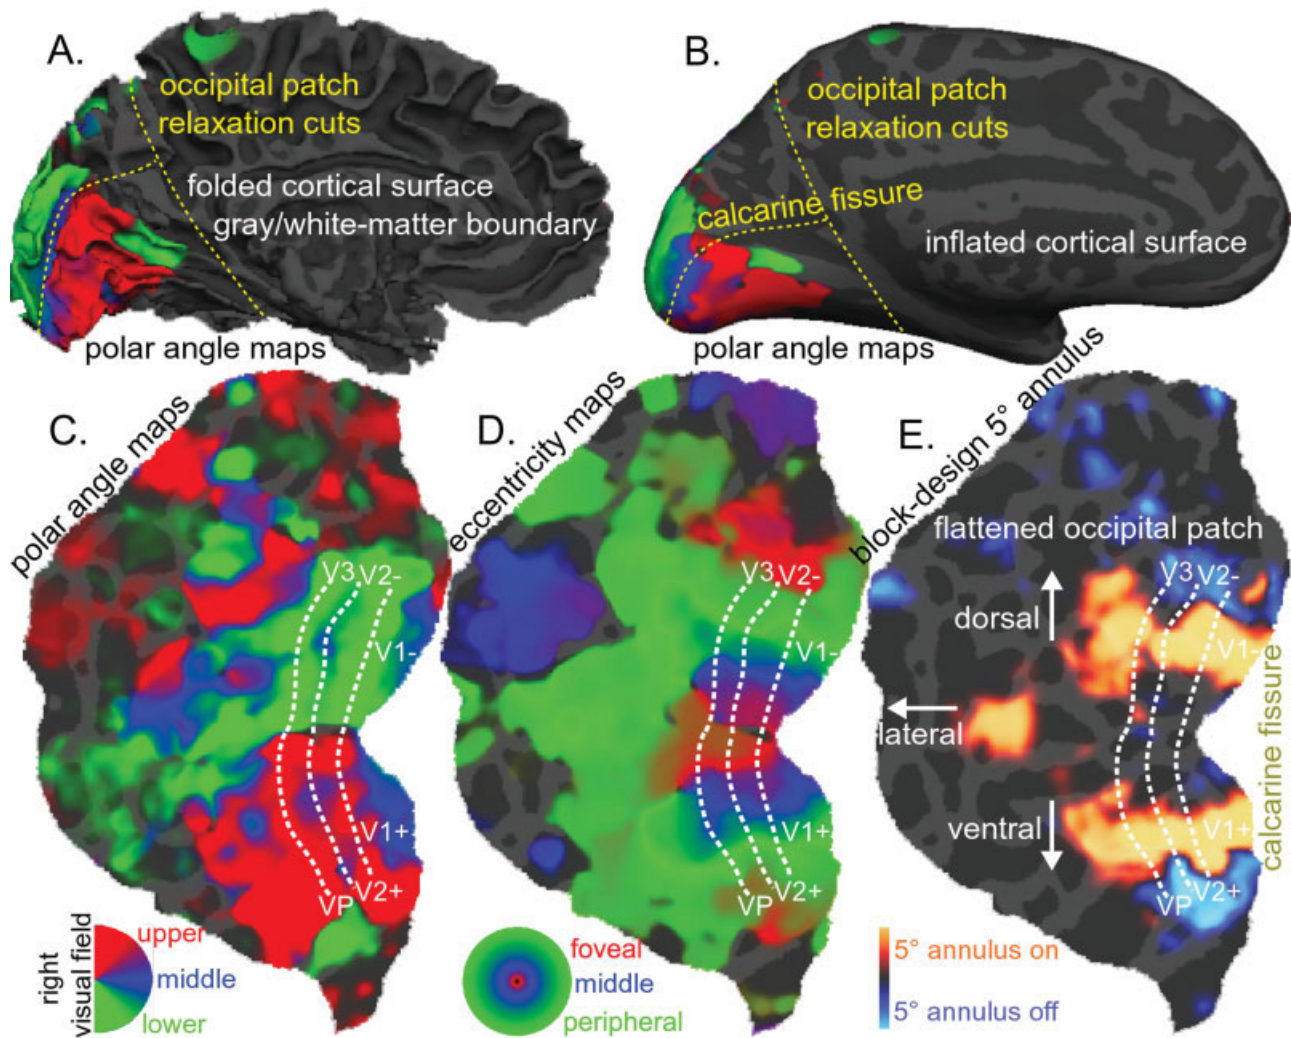 A.
occipital patch
relaxation cuts
folded cortical surface
gray/white-matter boundary
polar angle maps
B.
occipital patch
relaxation cuts
calcarine fissure
inflated cortical surface
polar angle maps
C.
polar angle maps
V3
V2-
V1-
V1+
V2+
VP
right
visual field
upper
middle
lower
D.
eccentricity maps
V3
V2-
V1-
V1+
V2+
VP
foveal
middle
peripheral
E.
block-design 5° annulus
flattened occipital patch
V3
V2-
dorsal
V1-
lateral
ventral
V1+
V2+
VP
calcarine fissure
5° annulus on
5° annulus off